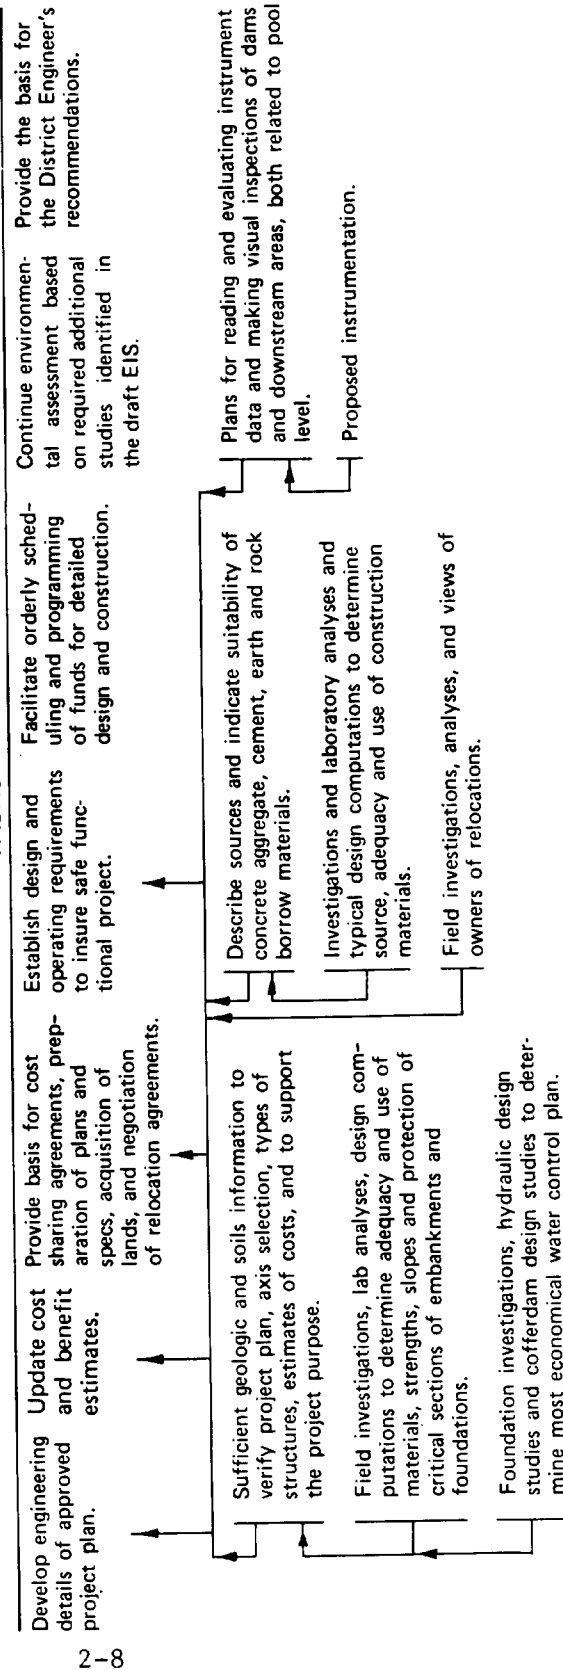 Develop engineering
details of approved
project plan.
Update cost
and benefit
estimates.
Provide basis for cost
sharing agreements, prep-
aration of plans and
specs, acquisition of
lands, and negotiation
of relocation agreements.
Establish design and
operating requirements
to insure safe func-
tional project.
Facilitate orderly sched-
uling and programming
of funds for detailed
design and construction.
Continue environmen-
tal assessment based
on required additional
studies identified in
the draft EIS.
Provide the basis for
the District Engineer's
recommendations.
Sufficient geologic and soils information to
verify project plan, axis selection, types of
structures, estimates of costs, and to support
the project purpose.
Field investigations, lab analyses, design com-
putations to determine adequacy and use of
materials, strengths, slopes and protection of
critical sections of embankments and
foundations.
Foundation investigations, hydraulic design
studies and cofferdam design studies to deter-
mine most economical water control plan.
Describe sources and indicate suitability of
concrete aggregate, cement, earth and rock
borrow materials.
Investigations and laboratory analyses and
typical design computations to determine
source, adequacy and use of construction
materials.
Field investigations, analyses, and views of
owners of relocations.
Plans for reading and evaluating instrument
data and making visual inspections of dams
and downstream areas, both related to pool
level.
Proposed instrumentation.
2-8